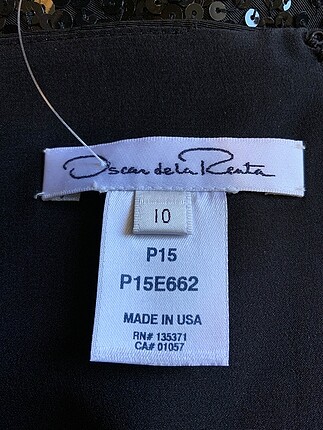 Oscar de la Renta
10
P15
P15E662
MADE IN USA
RN# 135371
CA# 01057